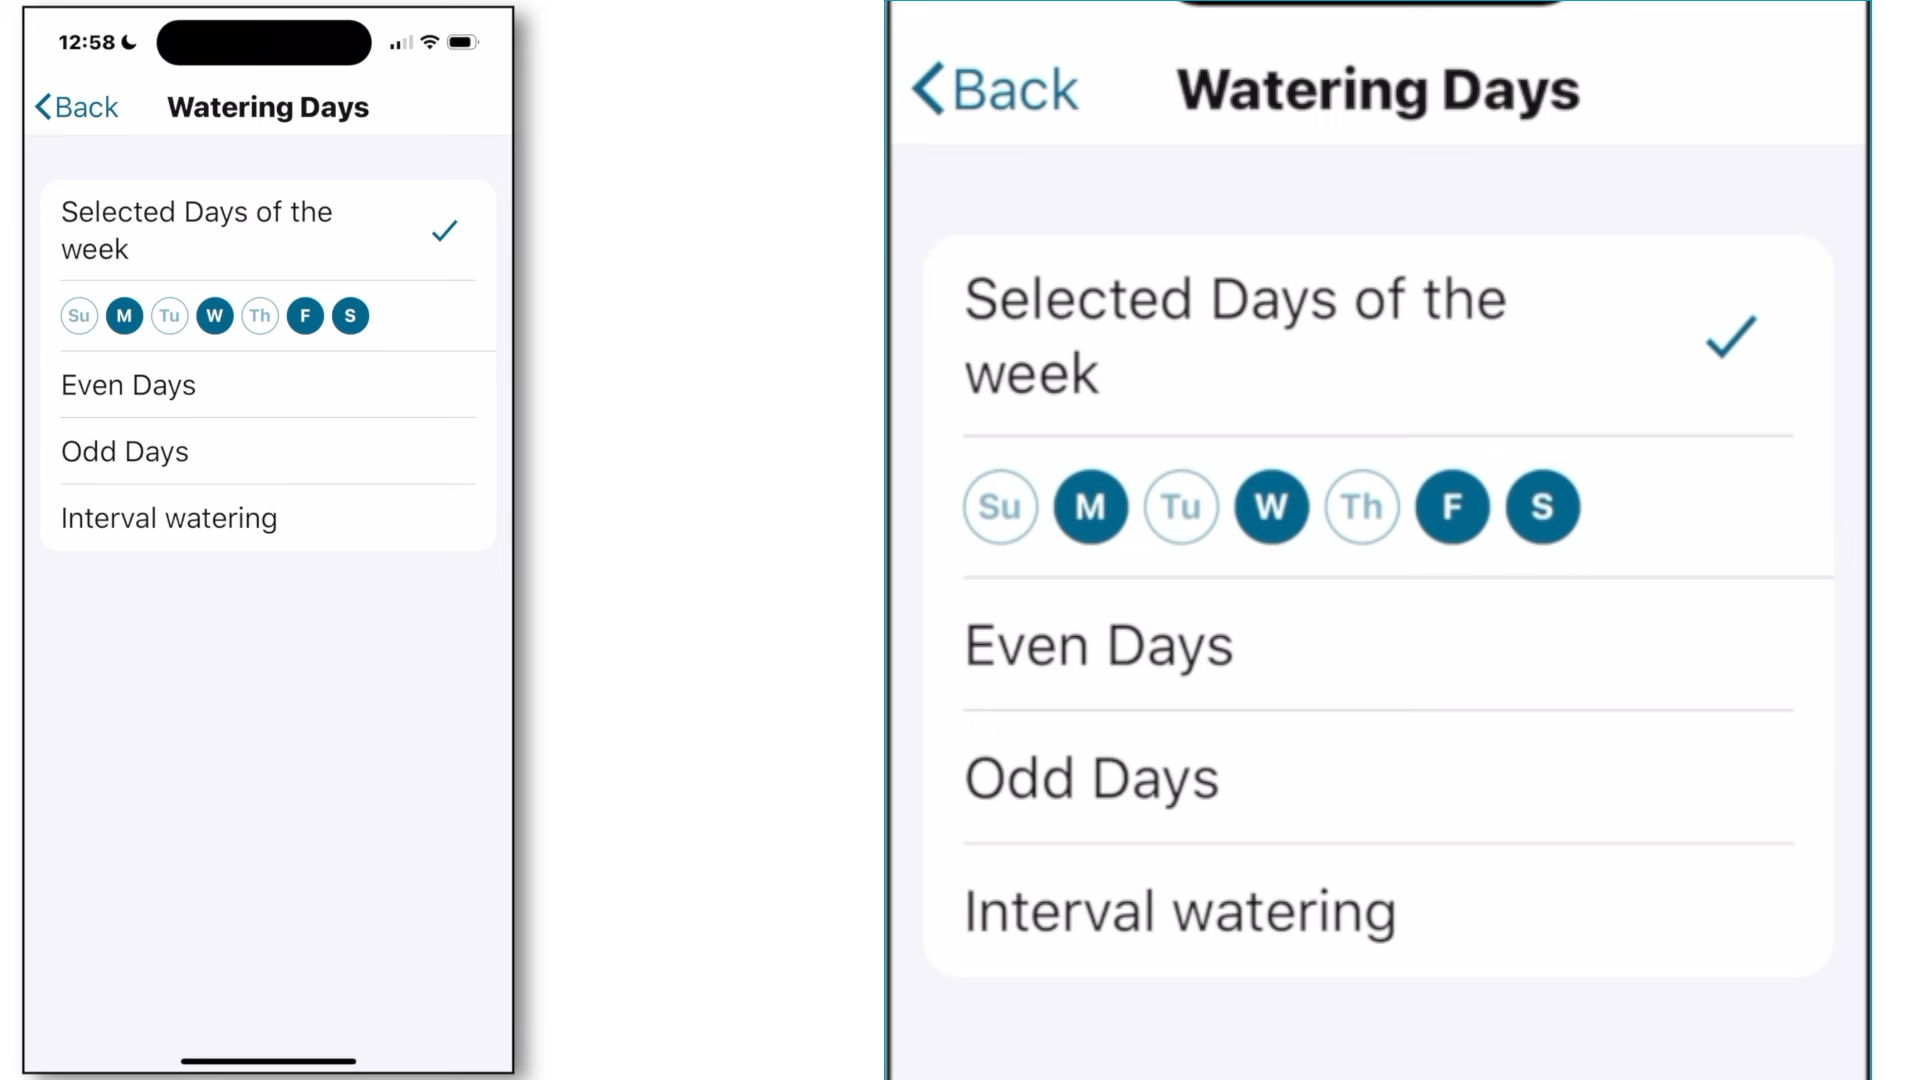 12:58
Back
Watering Days
Selected Days of the
week
Su M Tu W Th F S
Even Days
Odd Days
Interval watering
Back
Watering Days
Selected Days of the
week
Su M Tu W Th F S
Even Days
Odd Days
Interval watering